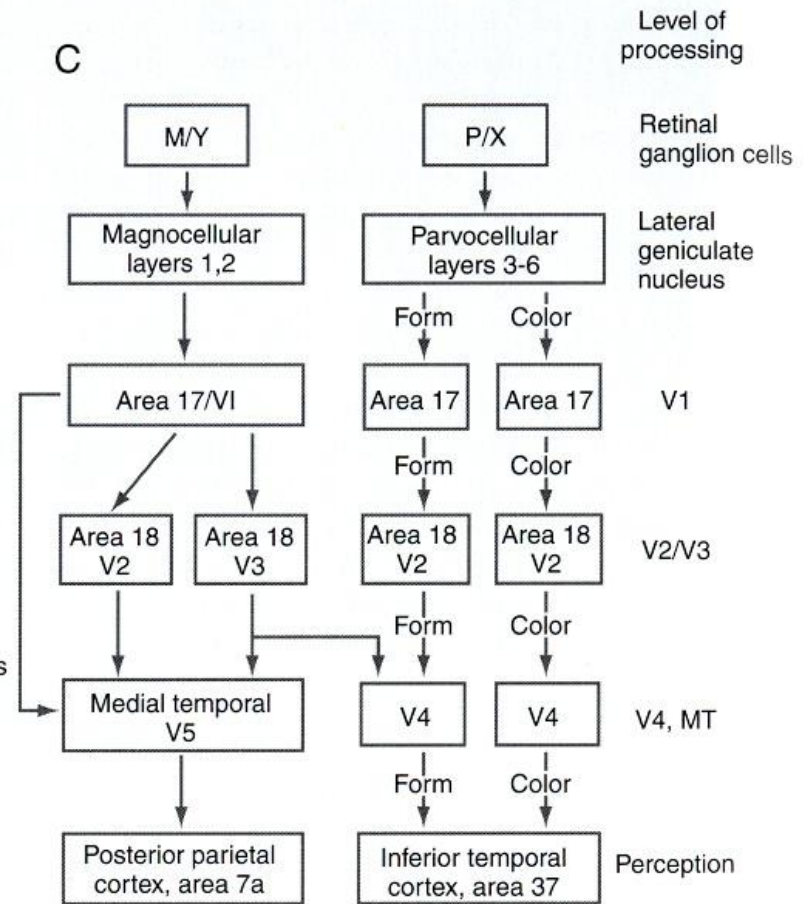 C
Level of
processing
M/Y
P/X
Retinal
ganglion cells
Magnocellular
layers 1,2
Parvocellular
layers 3-6
Lateral
geniculate
nucleus
Form
Color
Area 17/VI
Area 17
Area 17
V1
Form
Color
Area 18
V2
Area 18
V3
Area 18
V2
Area 18
V2
V2/V3
Form
Color
s
Medial temporal
V5
V4
V4
V4, MT
Form
Color
Posterior parietal
cortex, area 7a
Inferior temporal
cortex, area 37
Perception